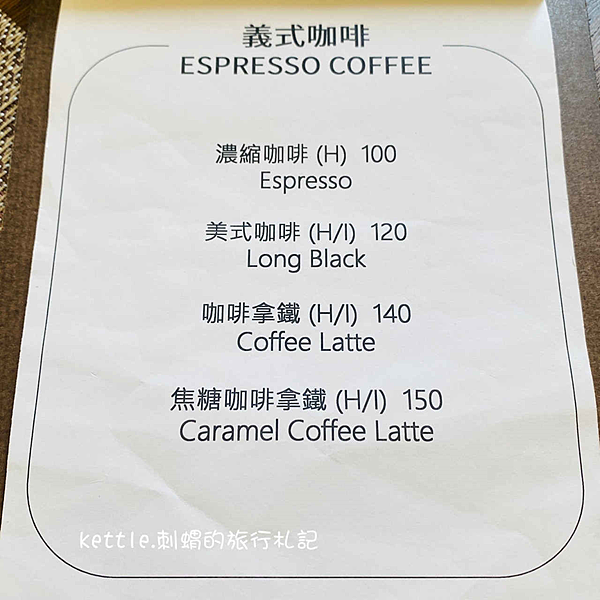 義式咖啡
ESPRESSO COFFEE
濃縮咖啡 (H) 100
Espresso
美式咖啡 (H/I) 120
Long Black
咖啡拿鐵 (H/I) 140
Coffee Latte
焦糖咖啡拿鐵 (H/I) 150
Caramel Coffee Latte
kettle.刺蝟的旅行札記